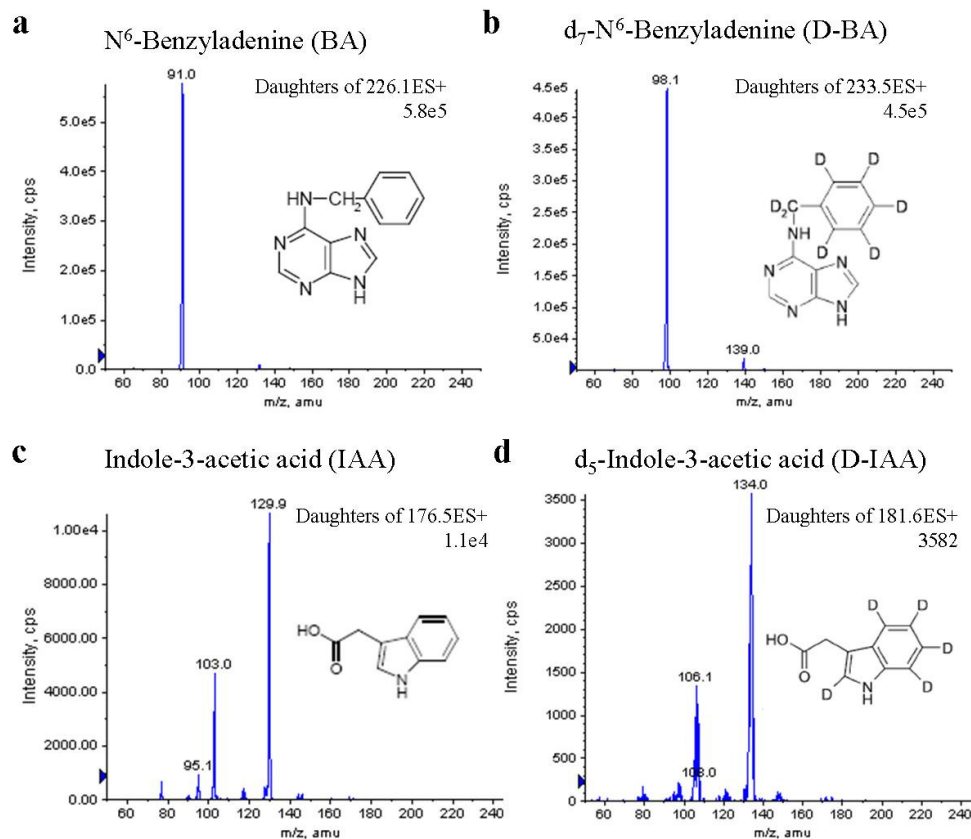 a
N⁶-Benzyladenine (BA)
Daughters of 226.1ES+
5.8e5
91.0
5.0e5
4.0e5
3.0e5
2.0e5
1.0e5
0.0
Intensity, cps
60 80 100 120 140 160 180 200 220 240
m/z, amu
HN CH₂
N N
N N
H
b
d₇-N⁶-Benzyladenine (D-BA)
Daughters of 233.5ES+
4.5e5
98.1
4.5e5
4.0e5
3.5e5
3.0e5
2.5e5
2.0e5
1.5e5
1.0e5
5.0e4
139.0
Intensity, cps
60 80 100 120 140 160 180 200 220 240
m/z, amu
D D
D₂C D
NH D D
N N
N N
H
c
Indole-3-acetic acid (IAA)
Daughters of 176.5ES+
1.1e4
129.9
1.00e4
8000.00
6000.00
4000.00
2000.00
0.00
103.0
95.1
Intensity, cps
60 80 100 120 140 160 180 200 220 240
m/z, amu
HO
O
N
H
d
d₅-Indole-3-acetic acid (D-IAA)
Daughters of 181.6ES+
3582
134.0
3500
3000
2500
2000
1500
1000
500
0
106.1
108.0
Intensity, cps
60 80 100 120 140 160 180 200 220 240
m/z, amu
D D
HO
O D
D NH D